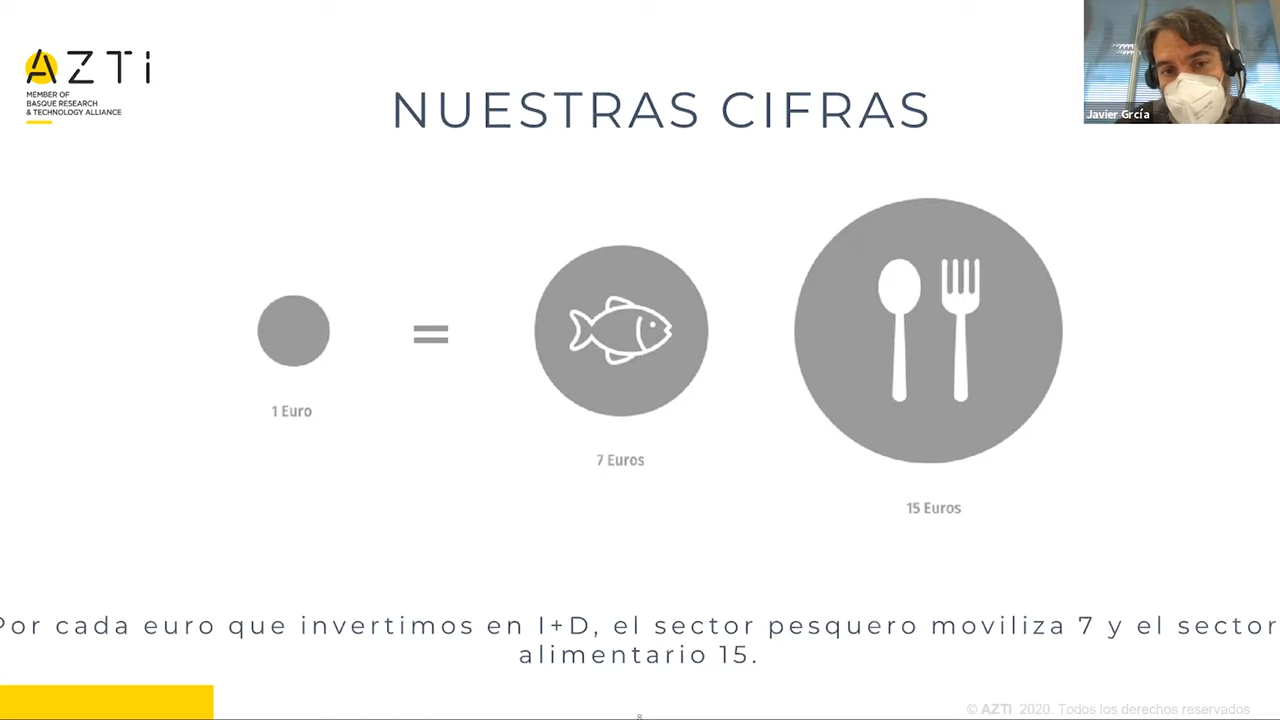 AZTi
MEMBER OF
BASQUE RESEARCH
& TECHNOLOGY ALLIANCE
NUESTRAS CIFRAS
Javier Grcía
1 Euro
=
7 Euros
15 Euros
Por cada euro que invertimos en I+D, el sector pesquero moviliza 7 y el sector
alimentario 15.
8
© AZTI 2020. Todos los derechos reservados